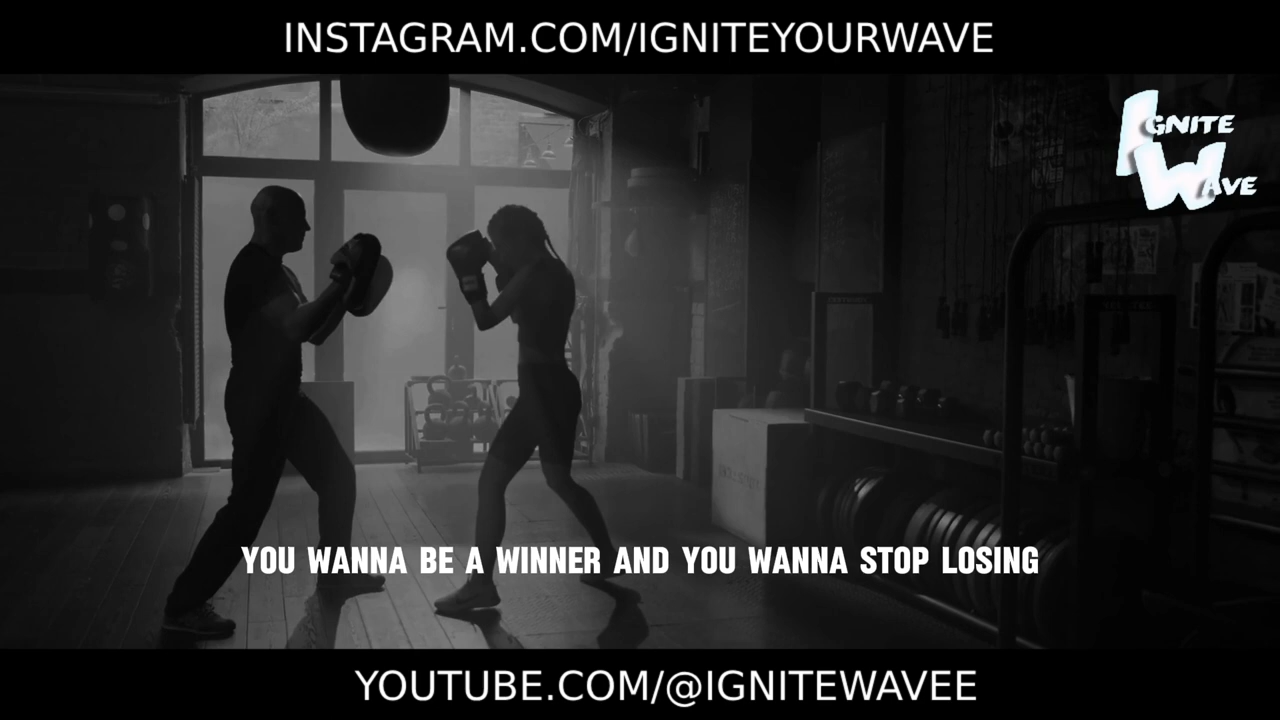 INSTAGRAM.COM/IGNITEYOURWAVE
IGNITE
WAVE
YOU WANNA BE A WINNER AND YOU WANNA STOP LOSING
YOUTUBE.COM/@IGNITEWAVEE